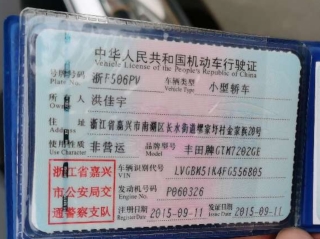 中华人民共和国机动车行驶证
Vehicle License of the People's Republic of China
号牌号码 浙F506PV 车辆类型 小型轿车
Plate No. Vehicle Type
所有人 洪佳宇
Owner
住址 浙江省嘉兴市南湖区长水街道 村金家浜20号
Address
使用性质 非营运 品牌型号 丰田牌GTM7202GE
Use Character Model
浙江省嘉兴
市公安局交
通警察支队
车辆识别代号 LVGBM51K4FG556805
VIN
发动机号码 P060326
Engine No.
注册日期 2015-09-11 发证日期 2015-09-11
Register Date Issue Date